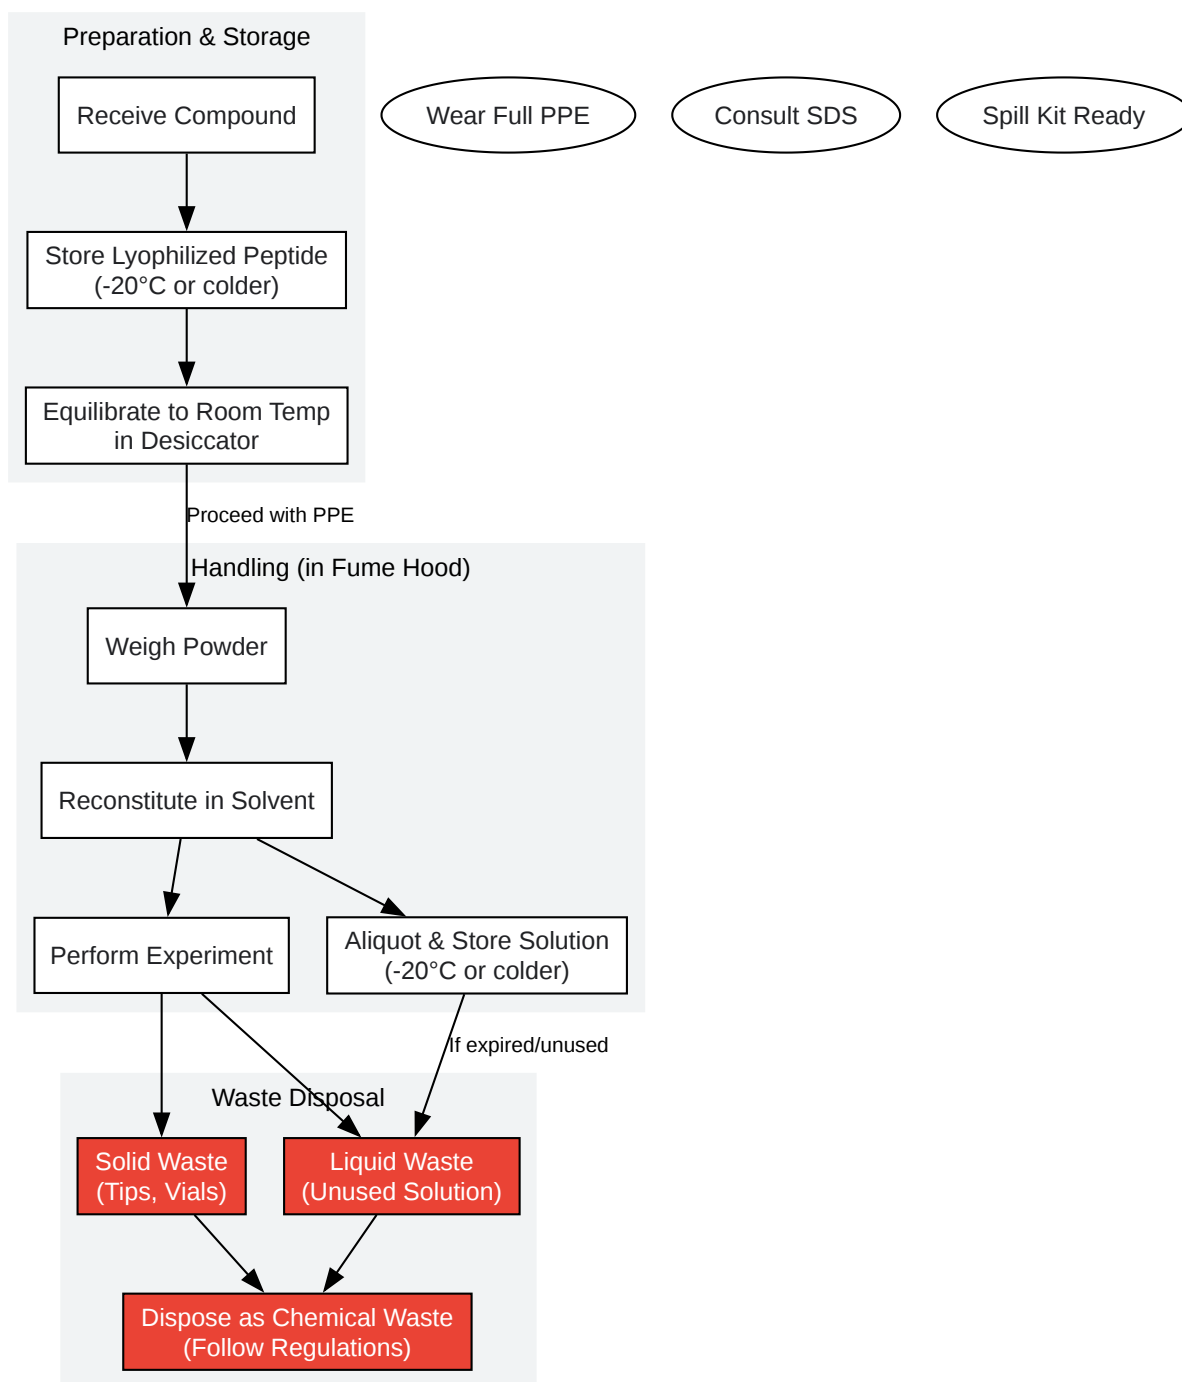 Preparation & Storage
Receive Compound
Wear Full PPE
Consult SDS
Spill Kit Ready
Store Lyophilized Peptide
(-20°C or colder)
Equilibrate to Room Temp
in Desiccator
Proceed with PPE
Handling (in Fume Hood)
Weigh Powder
Reconstitute in Solvent
Perform Experiment
Aliquot & Store Solution
(-20°C or colder)
If expired/unused
Waste Disposal
Solid Waste
(Tips, Vials)
Liquid Waste
(Unused Solution)
Dispose as Chemical Waste
(Follow Regulations)